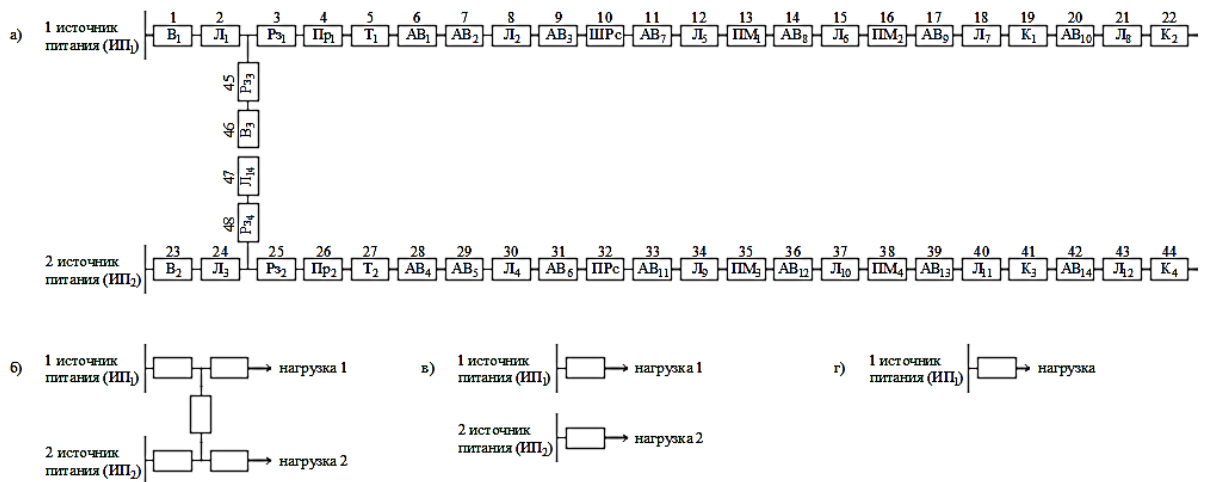 1 2 3 4 5 6 7 8 9 10 11 12 13 14 15 16 17 18 19 20 21 22
а) 1 источник
питания (ИП₁)
В₁ Л₁ Рз₁ Пр₁ Т₁ АВ₁ АВ₂ Л₂ АВ₃ ШРс АВ₇ Л₅ ПМ₁ АВ₈ Л₆ ПМ₂ АВ₉ Л₇ К₁ АВ₁₀ Л₈ К₂
45 Рз₃
46 В₃
47 Л₁₄
48 Рз₄
23 24 25 26 27 28 29 30 31 32 33 34 35 36 37 38 39 40 41 42 43 44
2 источник
питания (ИП₂)
В₂ Л₃ Рз₂ Пр₂ Т₂ АВ₄ АВ₅ Л₄ АВ₆ ПРс АВ₁₁ Л₉ ПМ₃ АВ₁₂ Л₁₀ ПМ₄ АВ₁₃ Л₁₁ К₃ АВ₁₄ Л₁₂ К₄
б) 1 источник
питания (ИП₁)
нагрузка 1
2 источник
питания (ИП₂)
нагрузка 2
в) 1 источник
питания (ИП₁)
нагрузка 1
2 источник
питания (ИП₂)
нагрузка 2
г) 1 источник
питания (ИП₁)
нагрузка